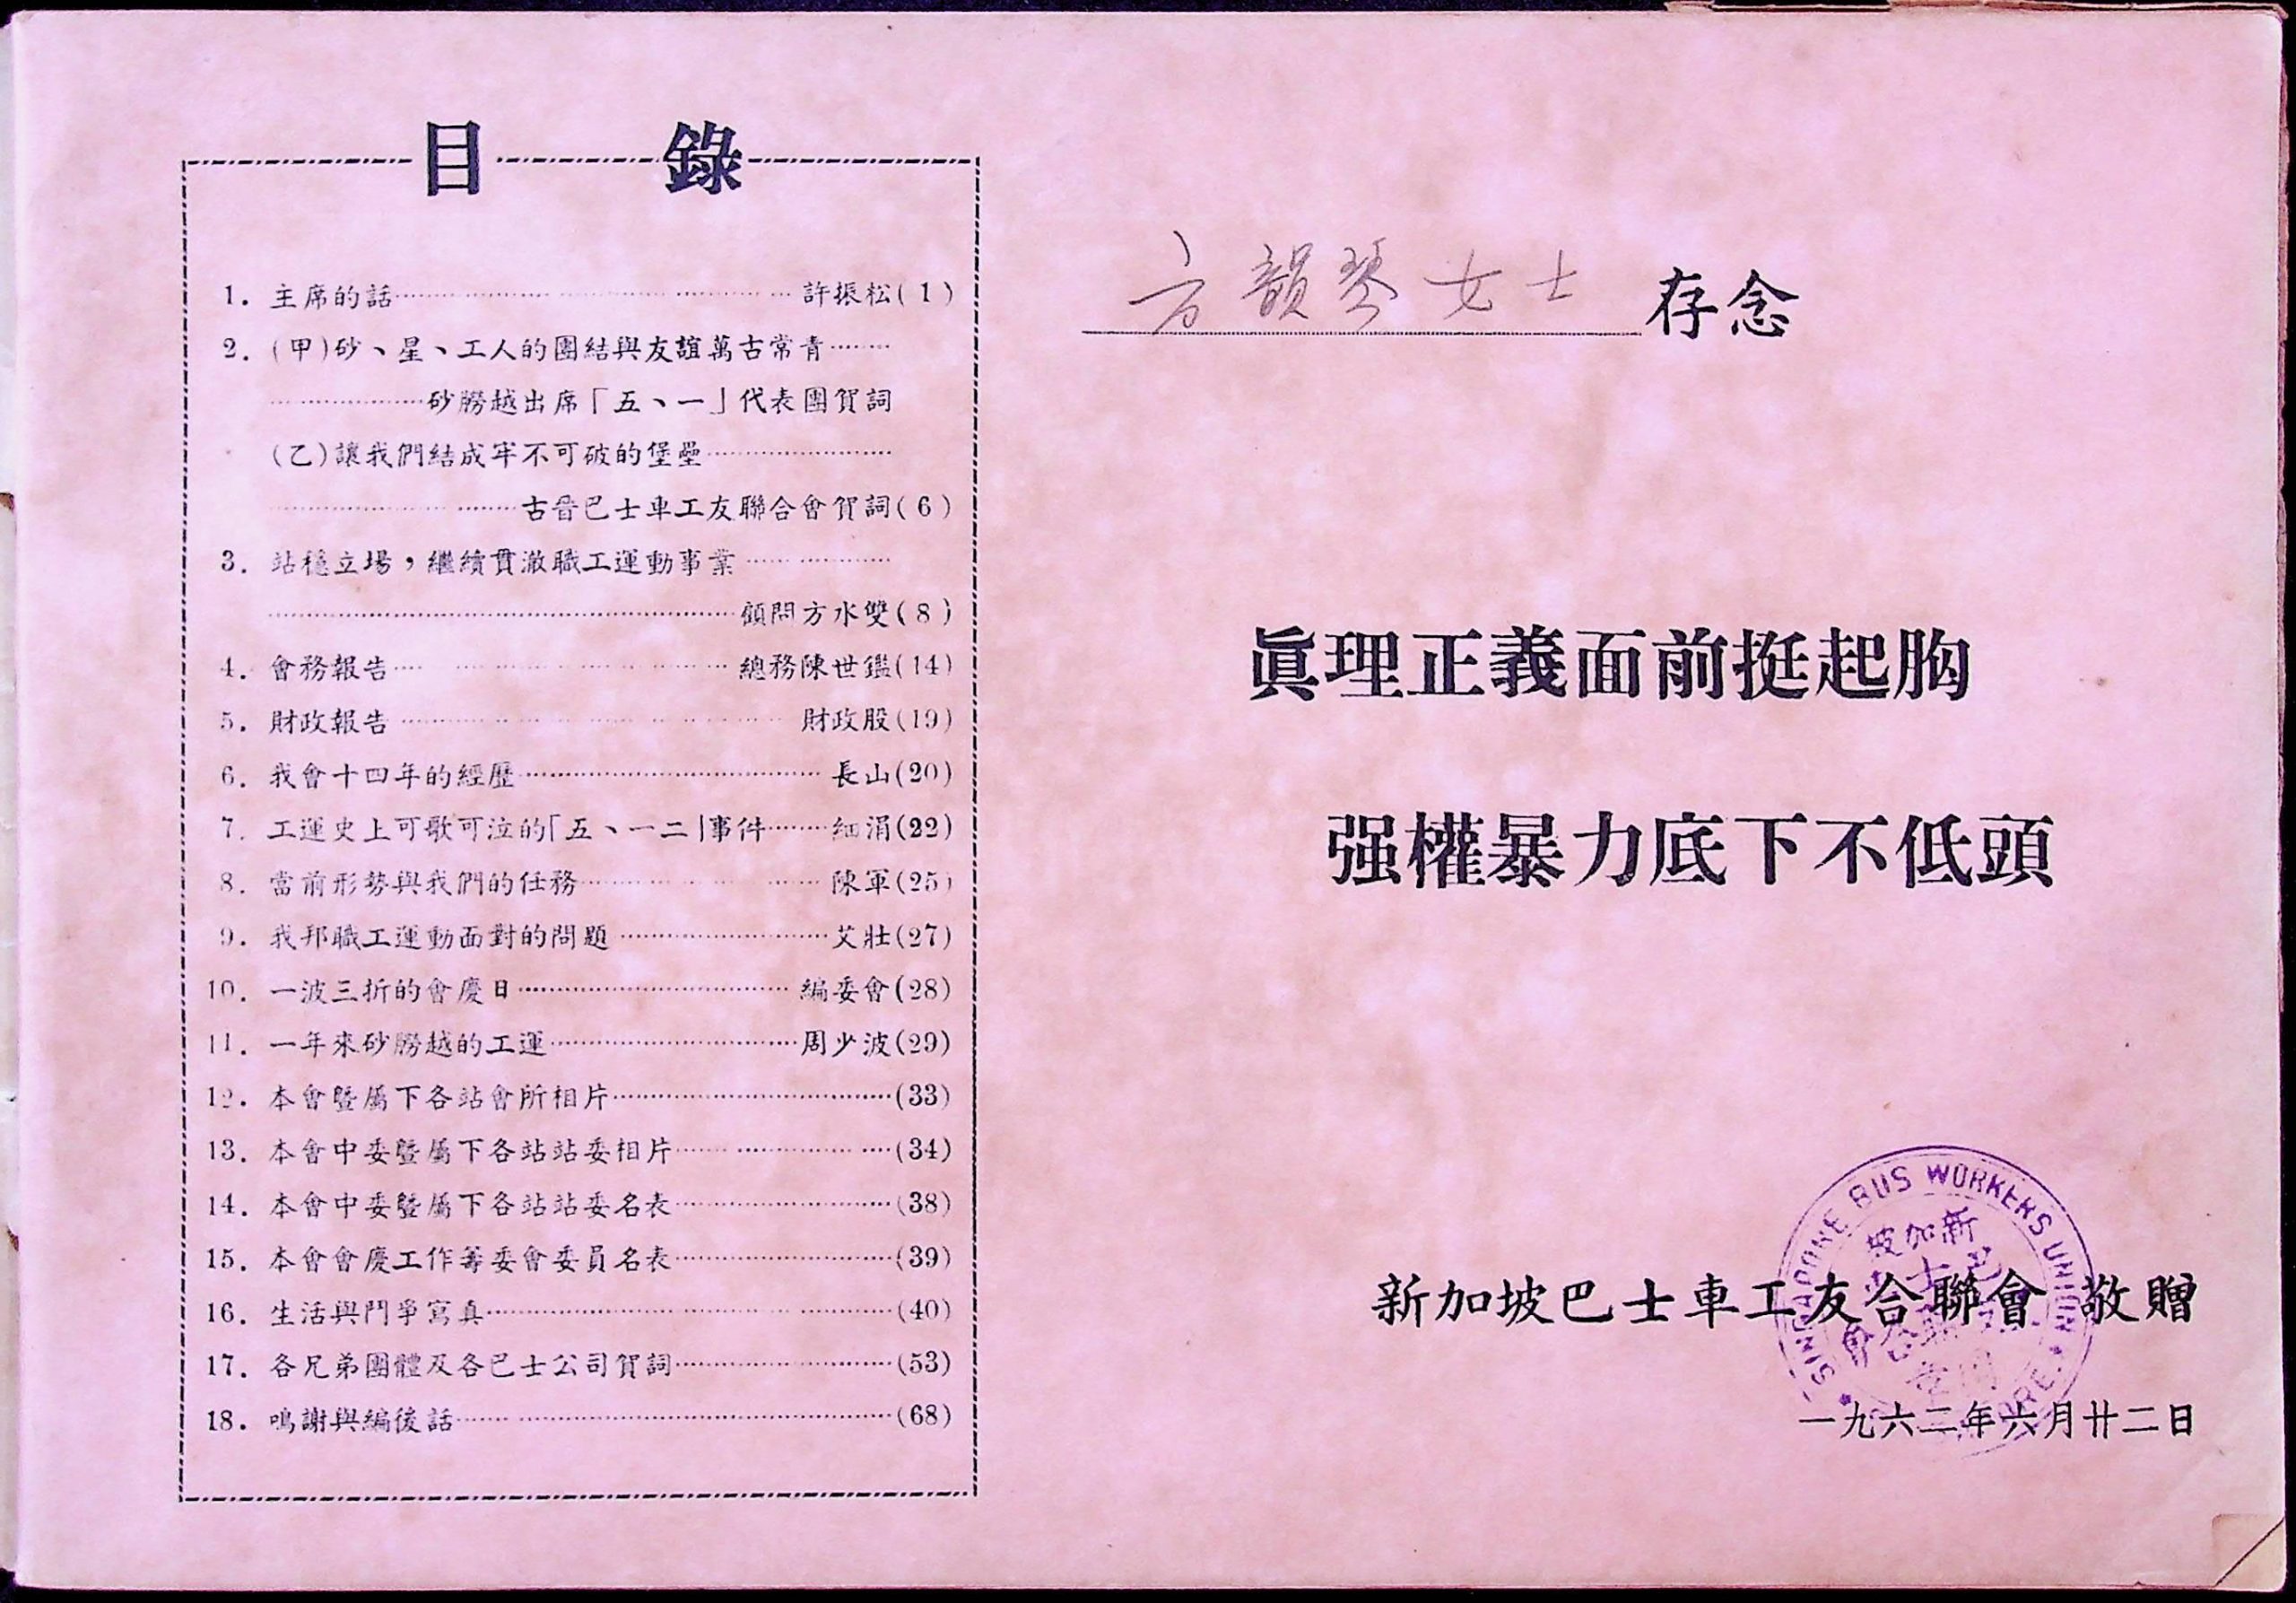 目 錄
1. 主席的話……許振松(1)
2. (甲)砂、星、工人的團結與友誼萬古常青……
……砂朥越出席「五、一」代表團賀詞
(乙)讓我們結成牢不可破的堡壘……
……古晋巴士車工友聯合會賀詞(6)
3. 站穩立場，繼續貫澈職工運動事業……
……顧問方水雙(8)
4. 會務報告……總務陳世鑑(14)
5. 財政報告……財政股(19)
6. 我會十四年的經歷……長山(20)
7. 工運史上可歌可泣的「五、一二」事件……細涓(22)
8. 當前形勢與我們的任務……陳軍(25)
9. 我邦職工運動面對的問題……艾壯(27)
10. 一波三折的會慶日……編委會(28)
11. 一年來砂朥越的工運……周少波(29)
12. 本會曁屬下各站會所相片……(33)
13. 本會中委曁屬下各站站委相片……(34)
14. 本會中委曁屬下各站站委名表……(38)
15. 本會會慶工作籌委會委員名表……(39)
16. 生活與鬥爭寫真……(40)
17. 各兄弟團體及各巴士公司賀詞……(53)
18. 鳴謝與編後話……(68)
方韻琴女士 存念
眞理正義面前挺起胸
强權暴力底下不低頭
新加坡巴士車工友合聯會 敬贈
一九六二年六月廿二日
SINGAPORE BUS WORKERS UNION
新加坡